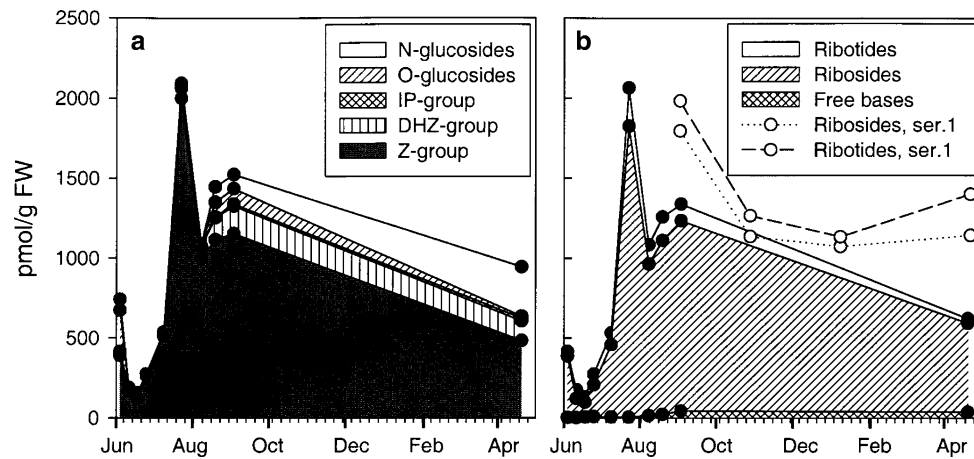 2500
2000
1500
1000
500
0
pmol/g FW
a
N-glucosides
O-glucosides
IP-group
DHZ-group
Z-group
Jun Aug Oct Dec Feb Apr
b
Ribotides
Ribosides
Free bases
Ribosides, ser.1
Ribotides, ser.1
Jun Aug Oct Dec Feb Apr